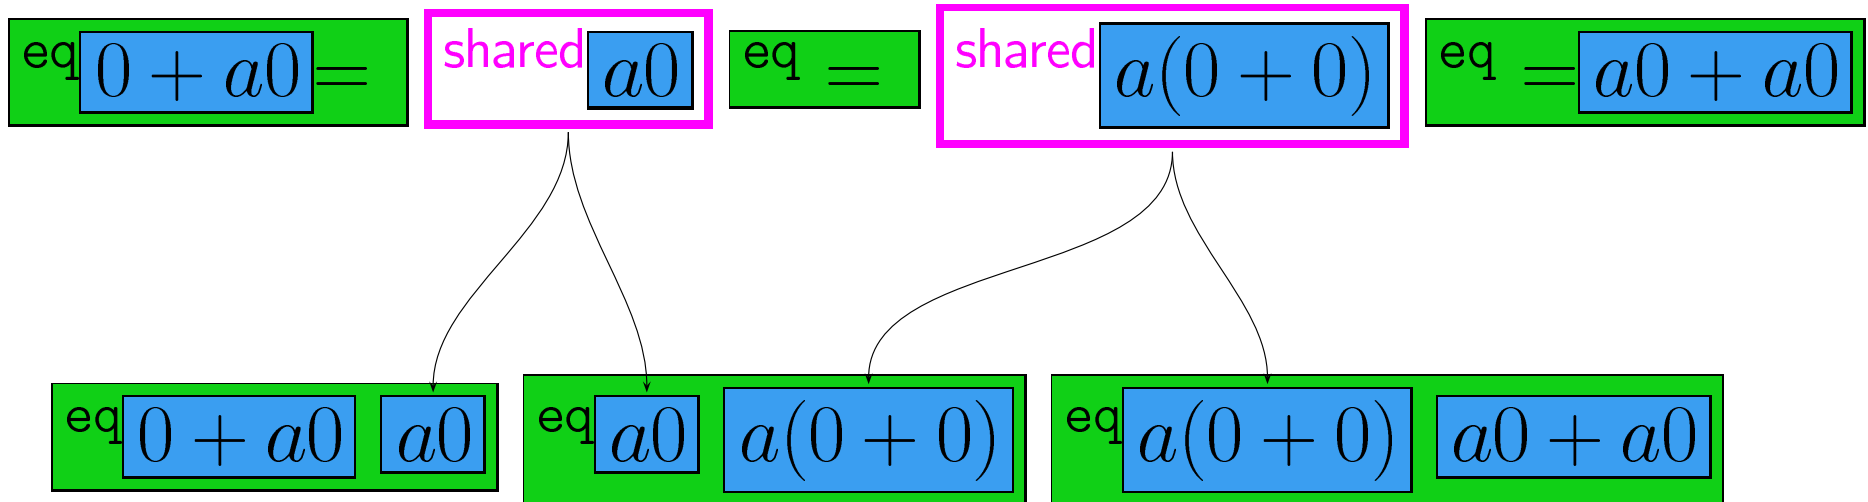 eq 0 + a0 = shared a0 eq = shared a(0 + 0) eq = a0 + a0
eq 0 + a0 a0 eq a0 a(0 + 0) eq a(0 + 0) a0 + a0